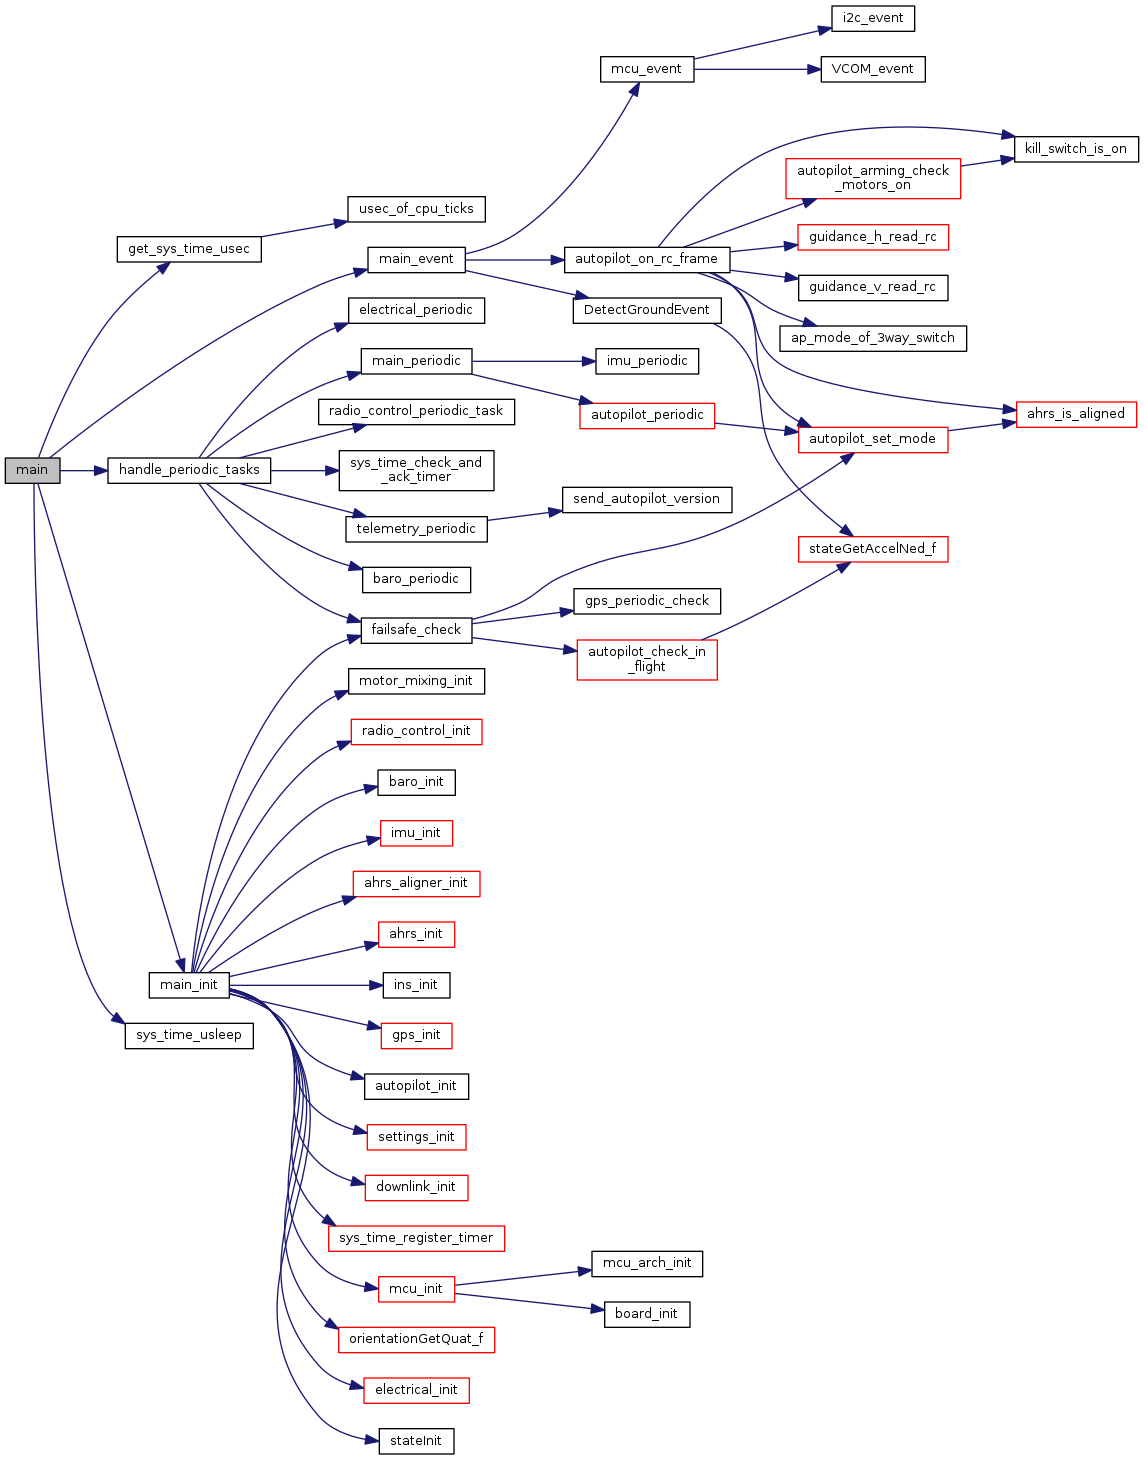 i2c_event
mcu_event
VCOM_event
kill_switch_is_on
autopilot_arming_check
_motors_on
usec_of_cpu_ticks
get_sys_time_usec
guidance_h_read_rc
main_event
autopilot_on_rc_frame
guidance_v_read_rc
electrical_periodic
DetectGroundEvent
ap_mode_of_3way_switch
main_periodic
imu_periodic
radio_control_periodic_task
autopilot_periodic
ahrs_is_aligned
autopilot_set_mode
main
handle_periodic_tasks
sys_time_check_and
_ack_timer
send_autopilot_version
telemetry_periodic
stateGetAccelNed_f
baro_periodic
gps_periodic_check
failsafe_check
autopilot_check_in
_flight
motor_mixing_init
radio_control_init
baro_init
imu_init
ahrs_aligner_init
ahrs_init
main_init
ins_init
sys_time_usleep
gps_init
autopilot_init
settings_init
downlink_init
sys_time_register_timer
mcu_arch_init
mcu_init
board_init
orientationGetQuat_f
electrical_init
stateInit